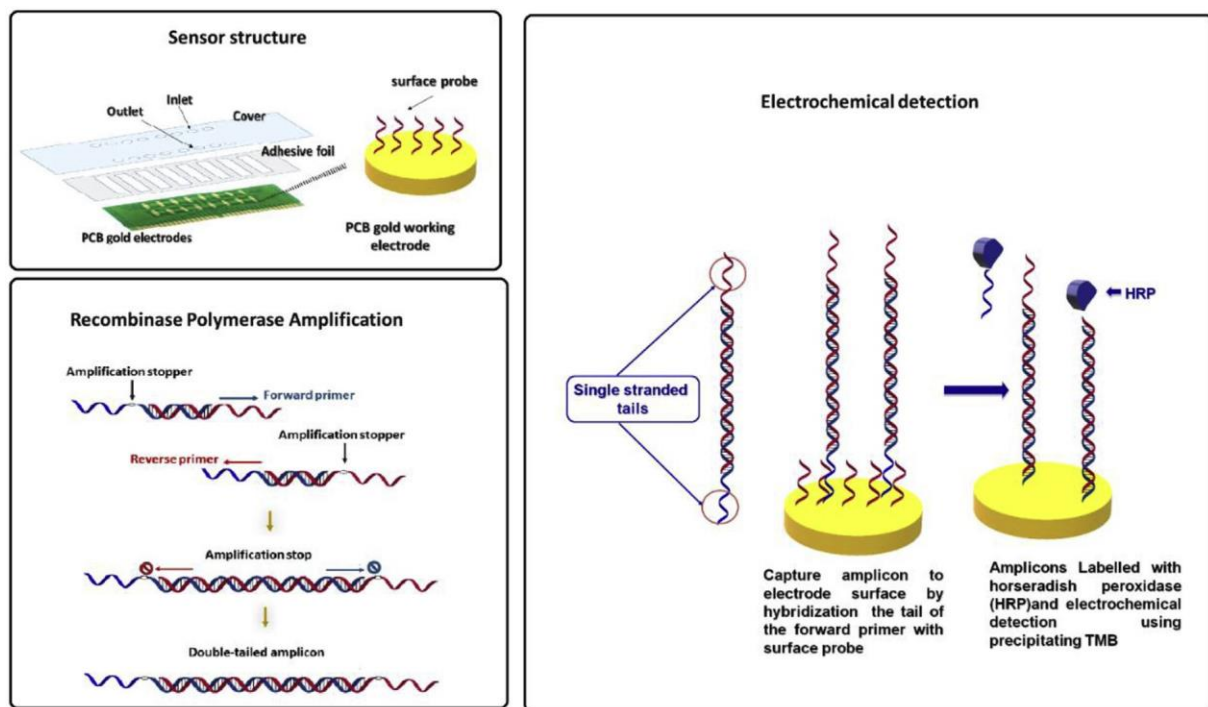 Sensor structure
surface probe
Inlet
Outlet
Cover
Adhesive foil
PCB gold electrodes
PCB gold working
electrode
Recombinase Polymerase Amplification
Amplification stopper
Forward primer
Amplification stopper
Reverse primer
Amplification stop
Double-tailed amplicon
Electrochemical detection
HRP
Single stranded
tails
Capture amplicon to
electrode surface by
hybridization the tail of
the forward primer with
surface probe
Amplicons Labelled with
horseradish peroxidase
(HRP)and electrochemical
detection using
precipitating TMB